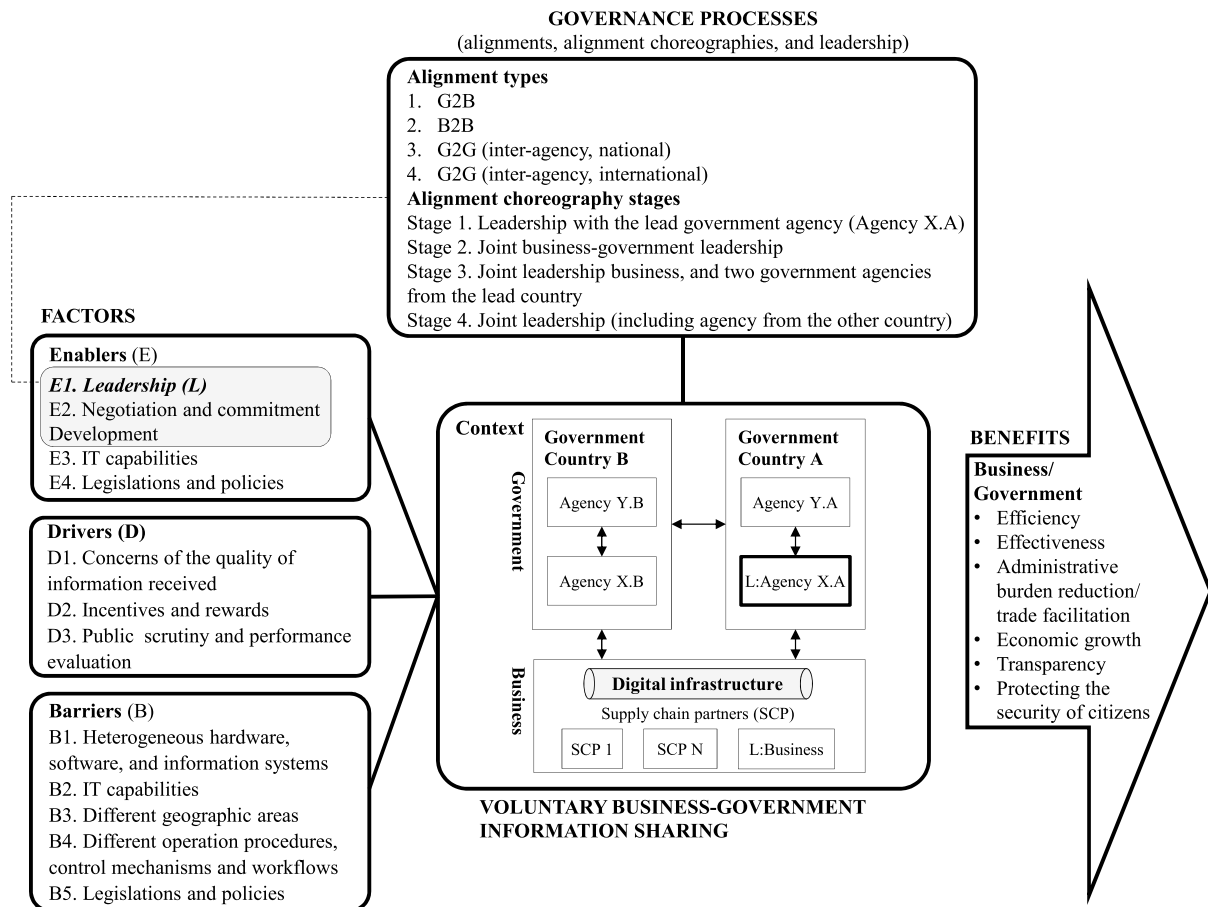 GOVERNANCE PROCESSES
(alignments, alignment choreographies, and leadership)
Alignment types
1. G2B
2. B2B
3. G2G (inter-agency, national)
4. G2G (inter-agency, international)
Alignment choreography stages
Stage 1. Leadership with the lead government agency (Agency X.A)
Stage 2. Joint business-government leadership
Stage 3. Joint leadership business, and two government agencies
from the lead country
Stage 4. Joint leadership (including agency from the other country)
FACTORS
Enablers (E)
E1. Leadership (L)
E2. Negotiation and commitment
Development
E3. IT capabilities
E4. Legislations and policies
Drivers (D)
D1. Concerns of the quality of
information received
D2. Incentives and rewards
D3. Public scrutiny and performance
evaluation
Barriers (B)
B1. Heterogeneous hardware,
software, and information systems
B2. IT capabilities
B3. Different geographic areas
B4. Different operation procedures,
control mechanisms and workflows
B5. Legislations and policies
Context
Government
Government
Country B
Agency Y.B
Agency X.B
Government
Country A
Agency Y.A
L:Agency X.A
Business
Digital infrastructure
Supply chain partners (SCP)
SCP 1
SCP N
L:Business
VOLUNTARY BUSINESS-GOVERNMENT
INFORMATION SHARING
BENEFITS
Business/
Government
• Efficiency
• Effectiveness
• Administrative
burden reduction/
trade facilitation
• Economic growth
• Transparency
• Protecting the
security of citizens